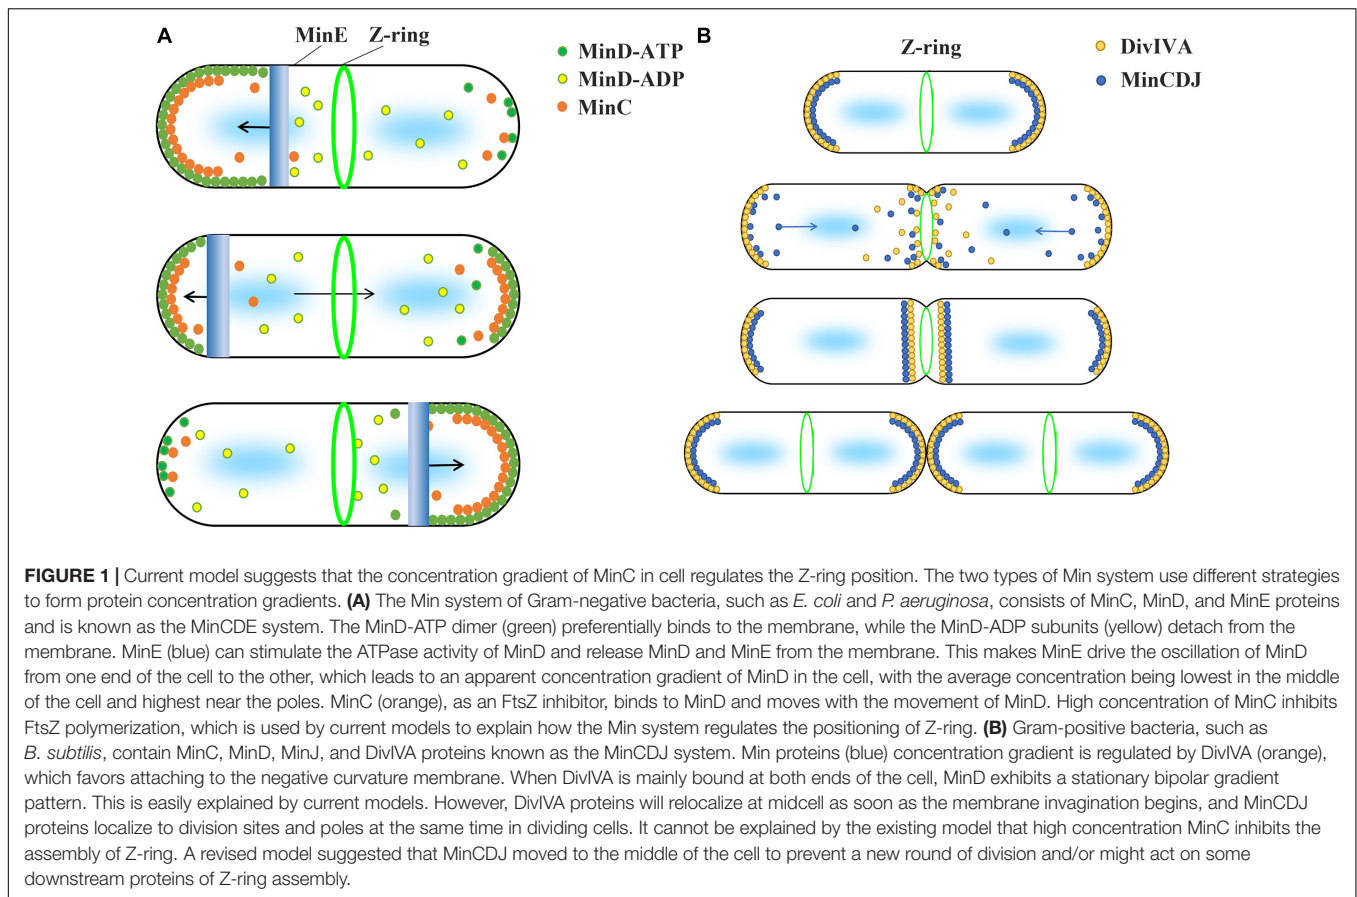 A
MinE
Z-ring
MinD-ATP
MinD-ADP
MinC
B
Z-ring
DivIVA
MinCDJ
FIGURE 1 | Current model suggests that the concentration gradient of MinC in cell regulates the Z-ring position. The two types of Min system use different strategies
to form protein concentration gradients. (A) The Min system of Gram-negative bacteria, such as E. coli and P. aeruginosa, consists of MinC, MinD, and MinE proteins
and is known as the MinCDE system. The MinD-ATP dimer (green) preferentially binds to the membrane, while the MinD-ADP subunits (yellow) detach from the
membrane. MinE (blue) can stimulate the ATPase activity of MinD and release MinD and MinE from the membrane. This makes MinE drive the oscillation of MinD
from one end of the cell to the other, which leads to an apparent concentration gradient of MinD in the cell, with the average concentration being lowest in the middle
of the cell and highest near the poles. MinC (orange), as an FtsZ inhibitor, binds to MinD and moves with the movement of MinD. High concentration of MinC inhibits
FtsZ polymerization, which is used by current models to explain how the Min system regulates the positioning of Z-ring. (B) Gram-positive bacteria, such as
B. subtilis, contain MinC, MinD, MinJ, and DivIVA proteins known as the MinCDJ system. Min proteins (blue) concentration gradient is regulated by DivIVA (orange),
which favors attaching to the negative curvature membrane. When DivIVA is mainly bound at both ends of the cell, MinD exhibits a stationary bipolar gradient
pattern. This is easily explained by current models. However, DivIVA proteins will relocalize at midcell as soon as the membrane invagination begins, and MinCDJ
proteins localize to division sites and poles at the same time in dividing cells. It cannot be explained by the existing model that high concentration MinC inhibits the
assembly of Z-ring. A revised model suggested that MinCDJ moved to the middle of the cell to prevent a new round of division and/or might act on some
downstream proteins of Z-ring assembly.